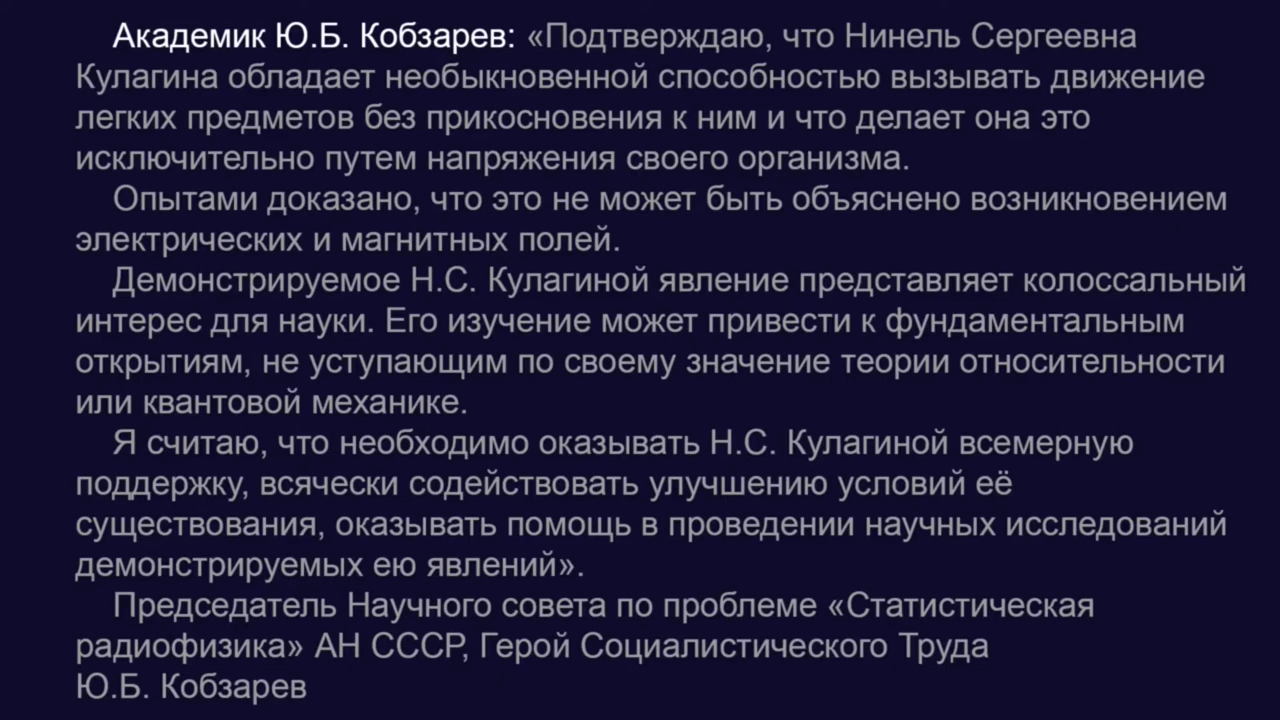 Академик Ю.Б. Кобзарев: «Подтверждаю, что Нинель Сергеевна
Кулагина обладает необыкновенной способностью вызывать движение
легких предметов без прикосновения к ним и что делает она это
исключительно путем напряжения своего организма.
Опытами доказано, что это не может быть объяснено возникновением
электрических и магнитных полей.
Демонстрируемое Н.С. Кулагиной явление представляет колоссальный
интерес для науки. Его изучение может привести к фундаментальным
открытиям, не уступающим по своему значение теории относительности
или квантовой механике.
Я считаю, что необходимо оказывать Н.С. Кулагиной всемерную
поддержку, всячески содействовать улучшению условий её
существования, оказывать помощь в проведении научных исследований
демонстрируемых ею явлений».
Председатель Научного совета по проблеме «Статистическая
радиофизика» АН СССР, Герой Социалистического Труда
Ю.Б. Кобзарев